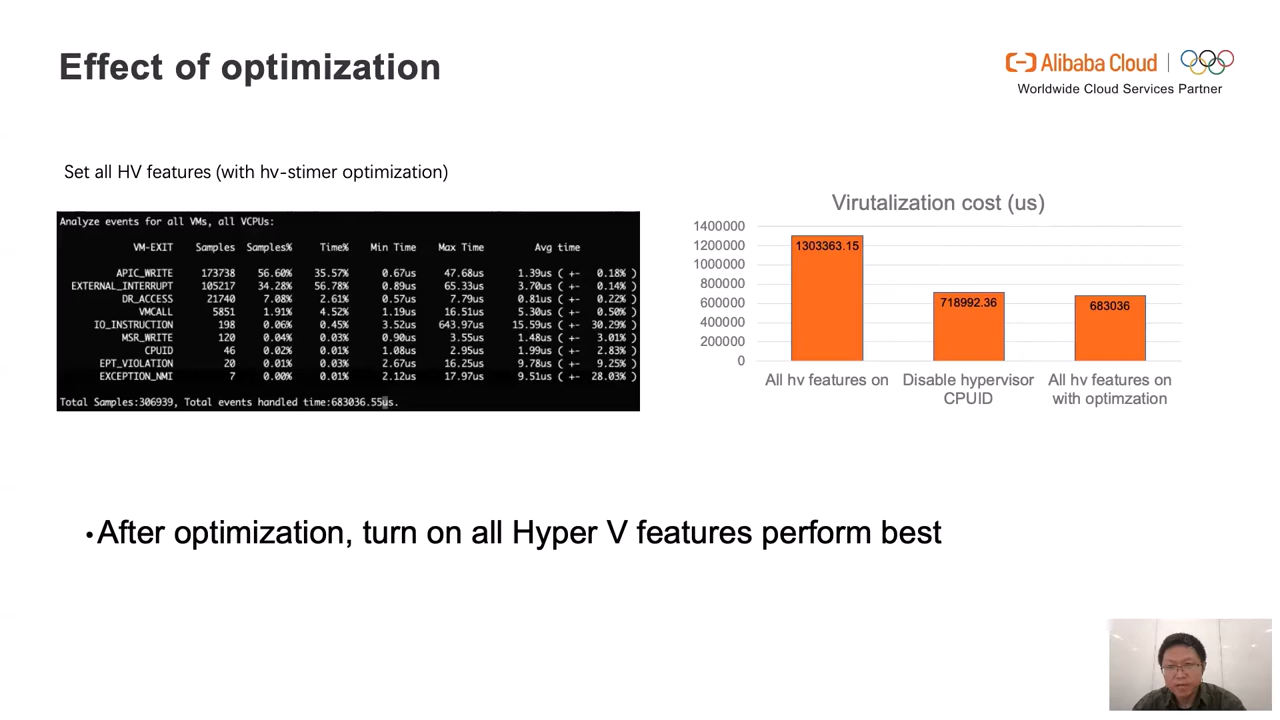 Effect of optimization
Alibaba Cloud
Worldwide Cloud Services Partner
Set all HV features (with hv-stimer optimization)
Analyze events for all VMs, all VCPUs:
VM-EXIT Samples Samples% Time% Min Time Max Time Avg time
APIC_WRITE 173738 56.60% 35.57% 0.67us 47.68us 1.39us ( +- 0.18% )
EXTERNAL_INTERRUPT 105217 34.28% 56.78% 0.89us 65.33us 3.70us ( +- 0.14% )
DR_ACCESS 21740 7.08% 2.61% 0.57us 7.79us 0.81us ( +- 0.22% )
VMCALL 5851 1.91% 4.52% 1.19us 16.51us 5.30us ( +- 0.50% )
IO_INSTRUCTION 198 0.06% 0.45% 3.52us 643.97us 15.59us ( +- 30.29% )
MSR_WRITE 120 0.04% 0.03% 0.90us 3.55us 1.48us ( +- 3.01% )
CPUID 46 0.02% 0.01% 1.08us 2.95us 1.99us ( +- 2.83% )
EPT_VIOLATION 20 0.01% 0.03% 2.67us 16.25us 9.78us ( +- 9.25% )
EXCEPTION_NMI 7 0.00% 0.01% 2.12us 17.97us 9.51us ( +- 28.03% )
Total Samples:306939, Total events handled time:683036.55us.
Virutalization cost (us)
1400000
1200000
1000000
800000
600000
400000
200000
0
1303363.15
718992.36
683036
All hv features on
Disable hypervisor
CPUID
All hv features on
with optimzation
•After optimization, turn on all Hyper V features perform best